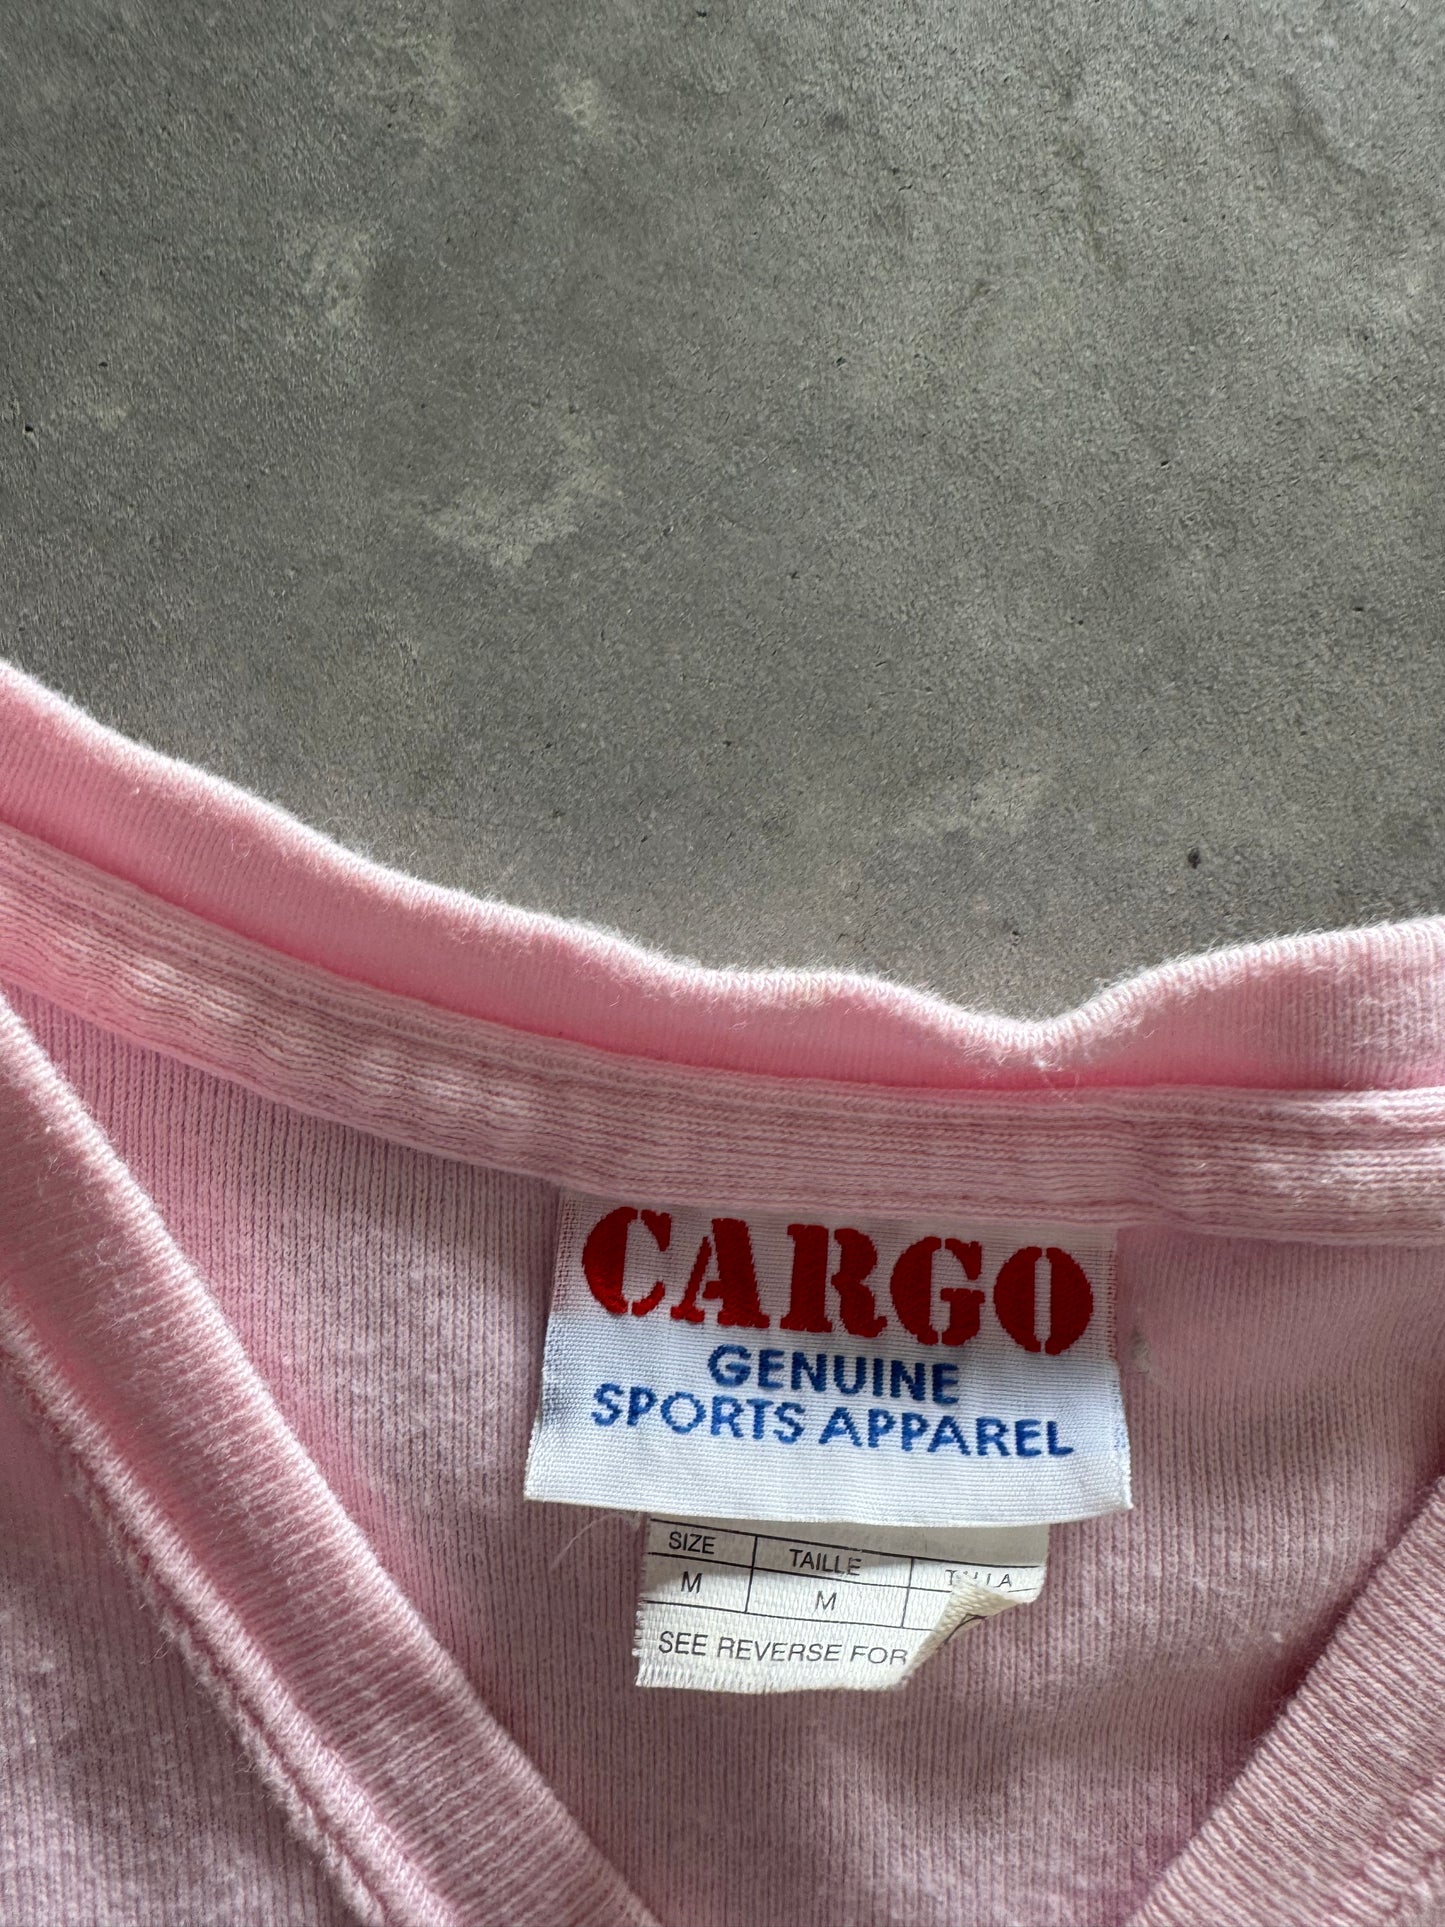 CARGO
GENUINE
SPORTS APPAREL
SIZE TAILLE
M M
SEE REVERSE FOR